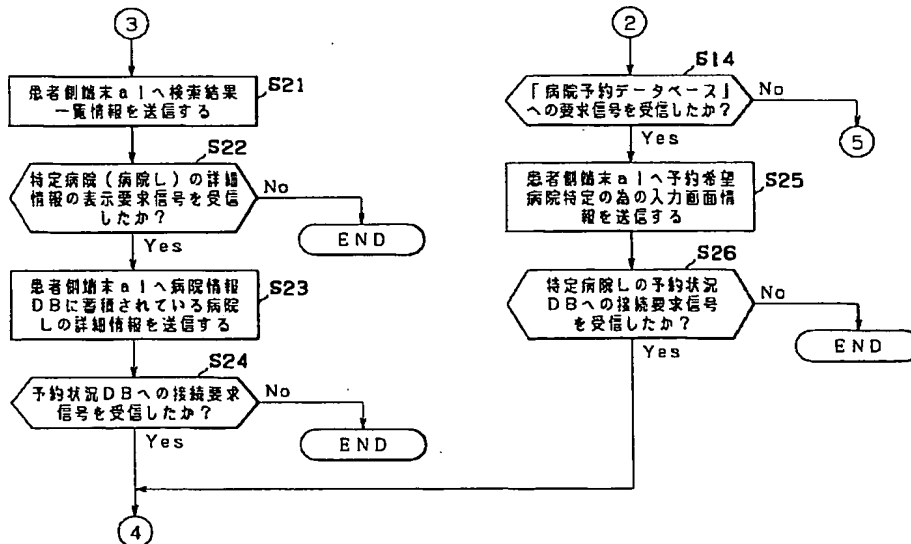 3
S21
患者側端末a1へ検索結果
一覧情報を送信する
S22
特定病院(病院L)の詳細
情報の表示要求信号を受信
したか?
No
END
Yes
S23
患者側端末a1へ病院情報
DBに蓄積されている病院
Lの詳細情報を送信する
S24
予約状況DBへの接続要求
信号を受信したか?
No
END
Yes
4
2
S14
「病院予約データベース」
への要求信号を受信したか?
No
5
Yes
S25
患者側端末a1へ予約希望
病院特定の為の入力画面情
報を送信する
S26
特定病院Lの予約状況
DBへの接続要求信号
を受信したか?
No
END
Yes